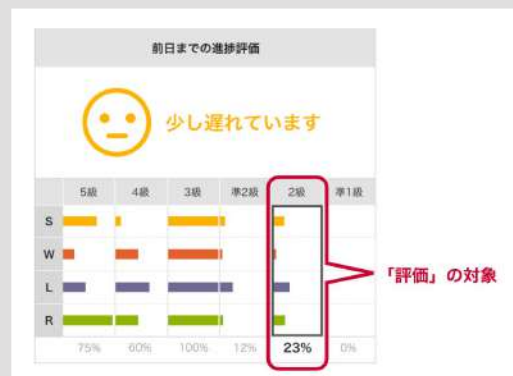 前日までの進捗評価
少し遅れています
5級 4級 3級 準2級 2級 準1級
S
W
L
R
「評価」の対象
75% 60% 100% 12% 23% 0%